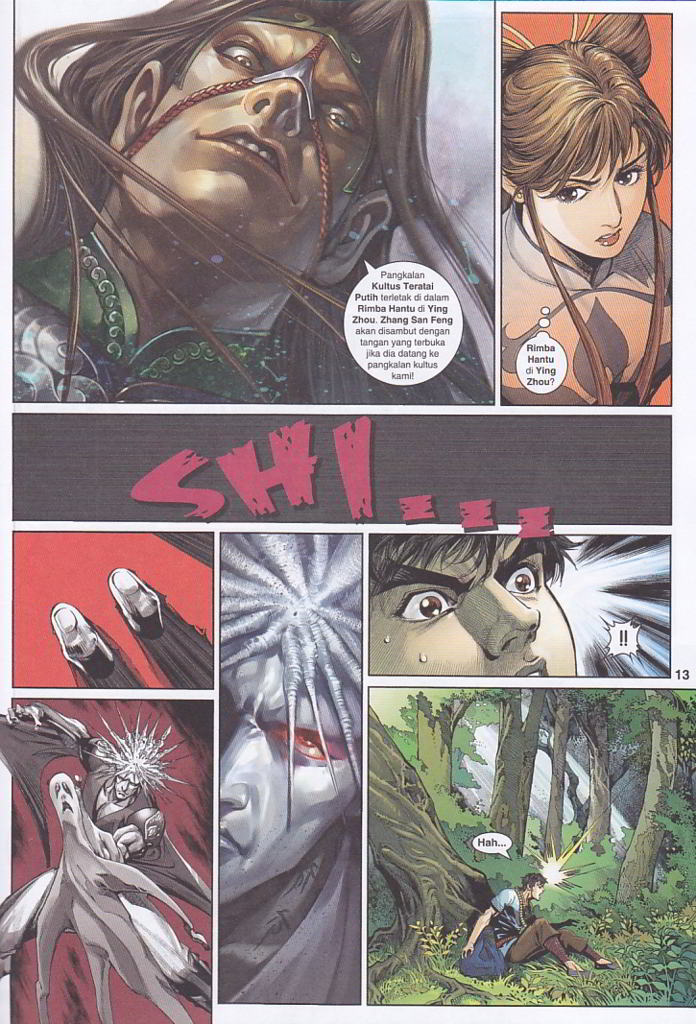 Pangkalan
Kultus Teratai
Putih terletak di dalam
Rimba Hantu di Ying
Zhou. Zhang San Feng
akan disambut dengan
tangan yang terbuka
jika dia datang ke
pangkalan kultus
kami!
Rimba
Hantu
di Ying
Zhou?
SHI...
!!
13
Hah...